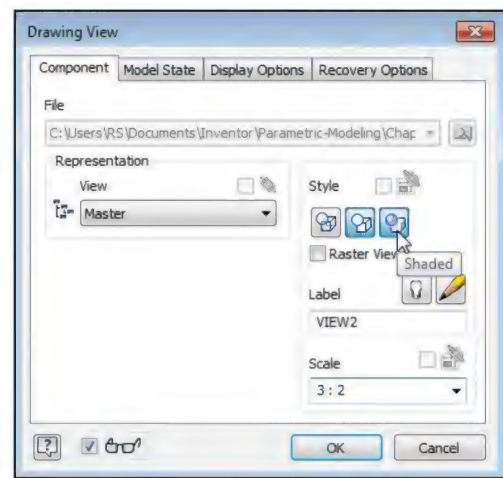 Drawing View
Component Model State Display Options Recovery Options
File
C:\Users\RS\Documents\Inventor\Parametric-Modeling\Chap
Representation
View
Master
Style
Raster View
Shaded
Label
VIEW2
Scale
3 : 2
OK Cancel